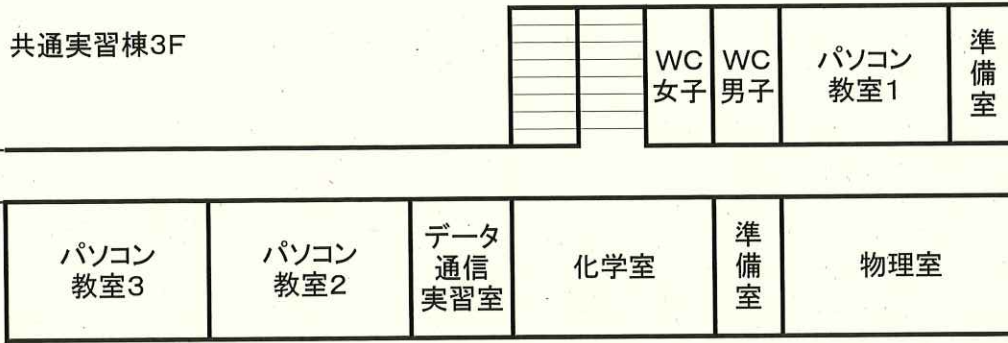 共通実習棟3F
WC
女子
WC
男子
パソコン
教室1
準
備
室
パソコン
教室3
パソコン
教室2
データ
通信
実習室
化学室
準
備
室
物理室